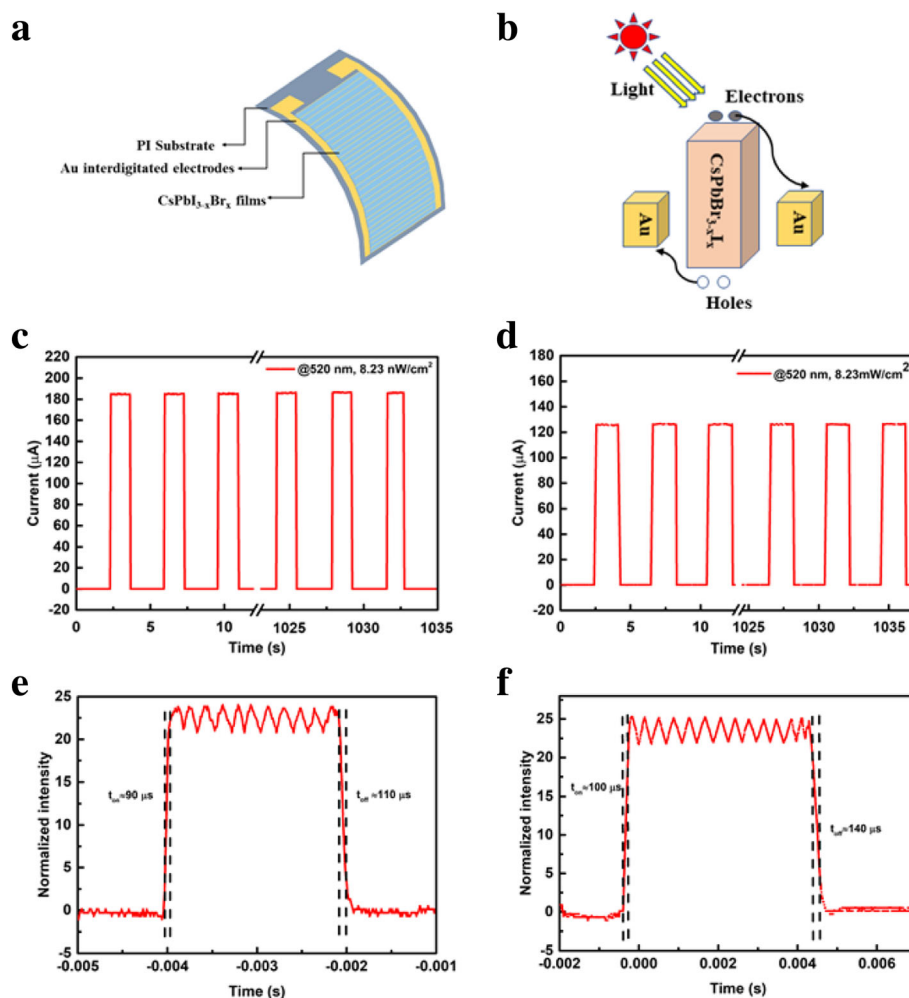 a
PI Substrate
Au interdigitated electrodes
CsPbI3-xBrx films
b
Light
Electrons
CsPbBr3-xIx
Au
Au
Holes
c
220
200
180
160
140
120
100
80
60
40
20
0
-20
Current (μA)
@520 nm, 8.23 nW/cm2
0 5 10 1025 1030 1035
Time (s)
d
180
160
140
120
100
80
60
40
20
0
-20
Current (μA)
@520 nm, 8.23mW/cm2
0 5 10 1025 1030 1035
Time (s)
e
25
20
15
10
5
0
-5
Normalized intensity
ton≈90 μs
toff≈110 μs
-0.005 -0.004 -0.003 -0.002 -0.001
Time (s)
f
30
25
20
15
10
5
0
-5
Normalized intensity
ton≈100 μs
toff≈140 μs
-0.002 0.000 0.002 0.004 0.006
Time (s)